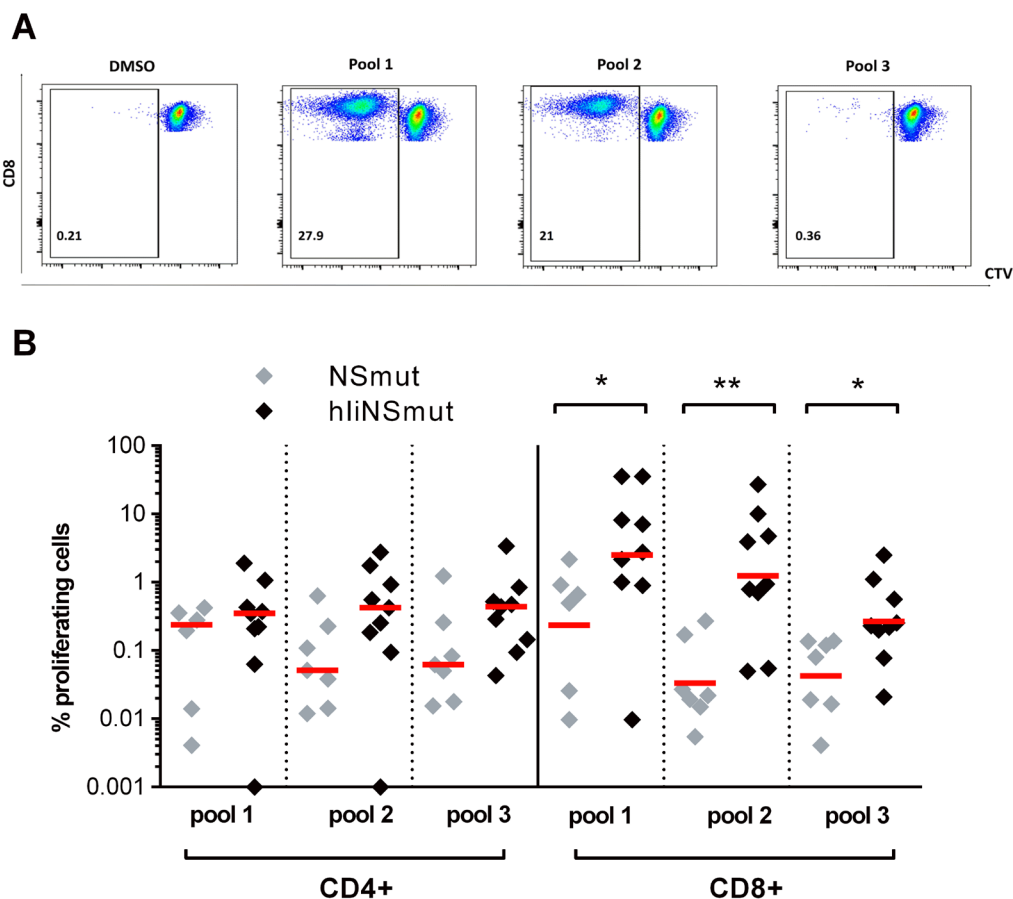 A
DMSO
Pool 1
Pool 2
Pool 3
CD8
0.21
27.9
21
0.36
CTV
B
NSmut
hIiNSmut
* ** *
% proliferating cells
100
10
1
0.1
0.01
0.001
pool 1 pool 2 pool 3 pool 1 pool 2 pool 3
CD4+ CD8+